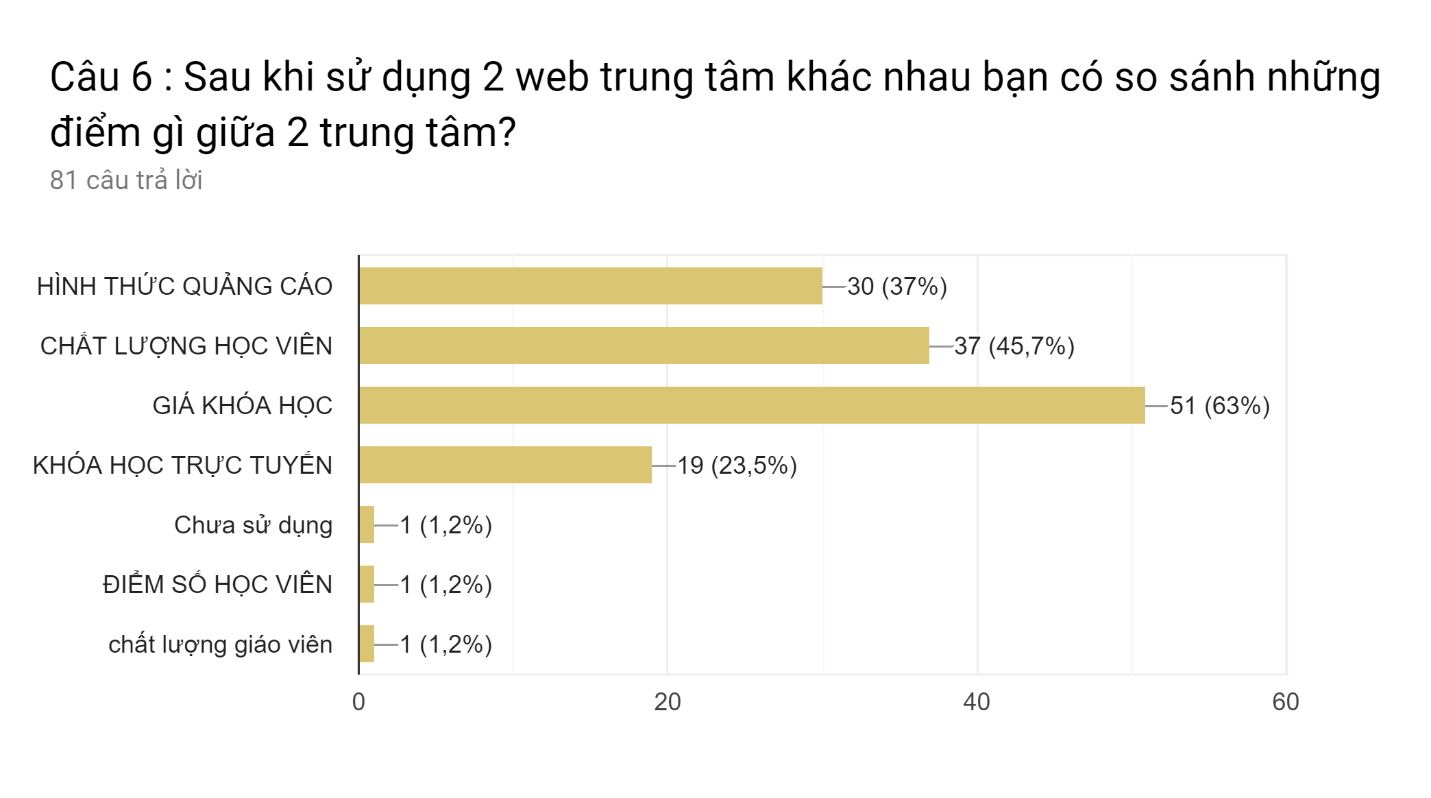 Câu 6 : Sau khi sử dụng 2 web trung tâm khác nhau bạn có so sánh những
điểm gì giữa 2 trung tâm?
81 câu trả lời
HÌNH THỨC QUẢNG CÁO 30 (37%)
CHẤT LƯỢNG HỌC VIÊN 37 (45,7%)
GIÁ KHÓA HỌC 51 (63%)
KHÓA HỌC TRỰC TUYẾN 19 (23,5%)
Chưa sử dụng 1 (1,2%)
ĐIỂM SỐ HỌC VIÊN 1 (1,2%)
chất lượng giáo viên 1 (1,2%)
0 20 40 60